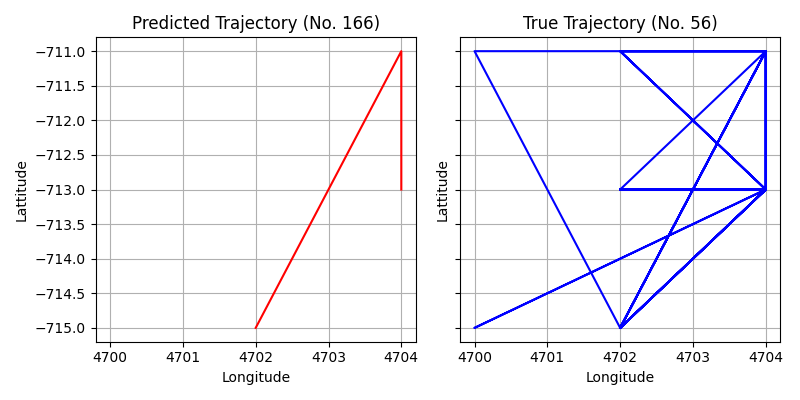 Predicted Trajectory (No. 166)
True Trajectory (No. 56)
−711.0
−711.5
−712.0
−712.5
−713.0
−713.5
−714.0
−714.5
−715.0
Lattitude
Lattitude
4700 4701 4702 4703 4704
4700 4701 4702 4703 4704
Longitude
Longitude